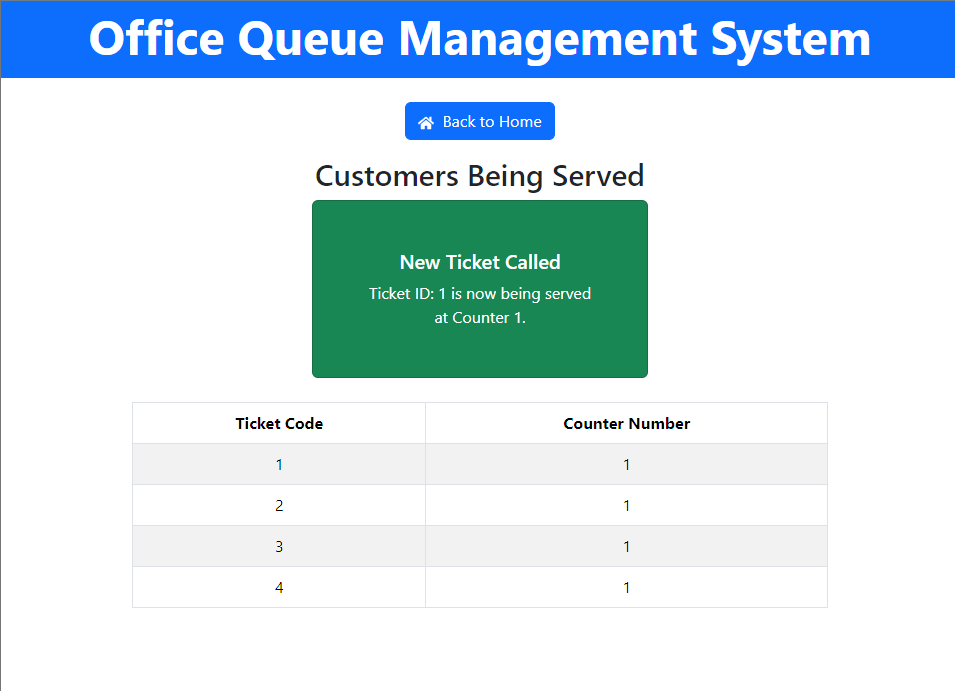 Office Queue Management System
Back to Home
Customers Being Served
New Ticket Called
Ticket ID: 1 is now being served
at Counter 1.
Ticket Code Counter Number
1 1
2 1
3 1
4 1